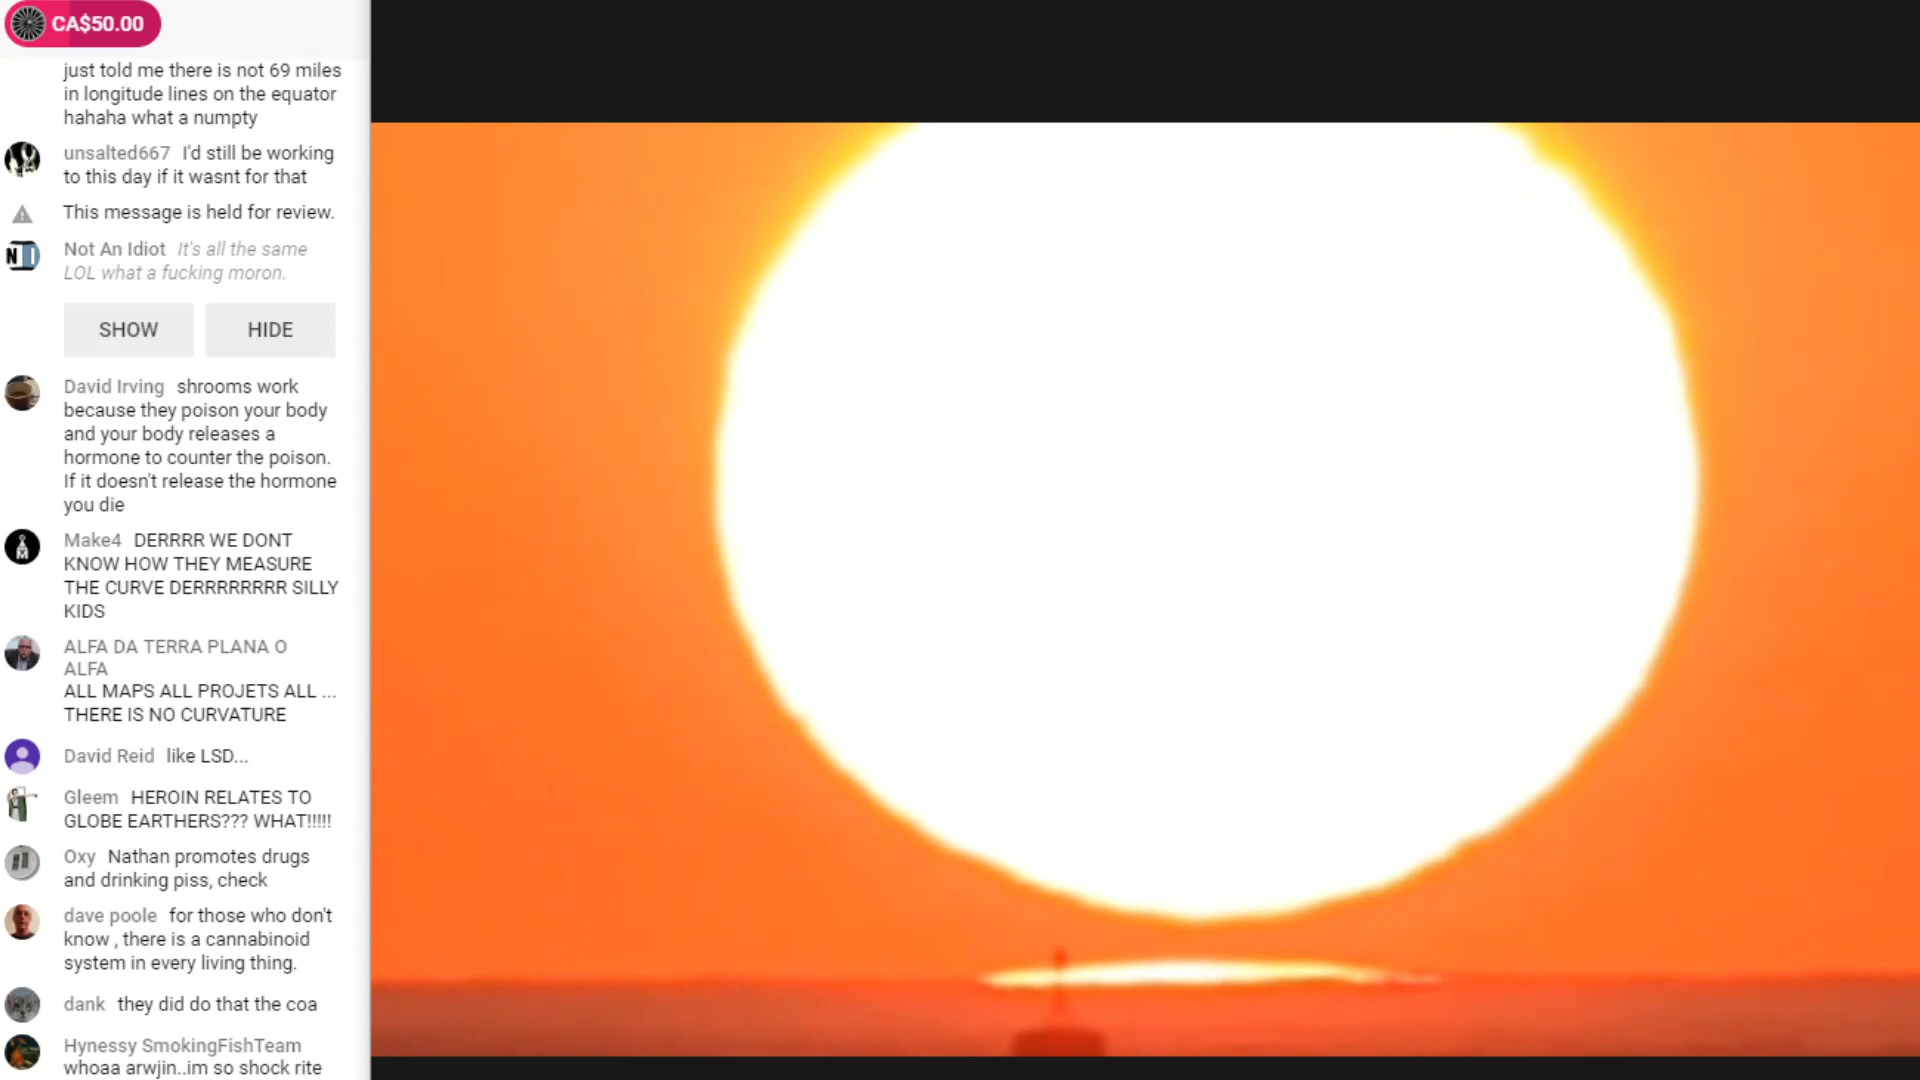 CA$50.00
just told me there is not 69 miles
in longitude lines on the equator
hahaha what a numpty
unsalted667 I'd still be working
to this day if it wasnt for that
This message is held for review.
Not An Idiot It's all the same
LOL what a fucking moron.
SHOW HIDE
David Irving shrooms work
because they poison your body
and your body releases a
hormone to counter the poison.
If it doesn't release the hormone
you die
Make4 DERRRR WE DONT
KNOW HOW THEY MEASURE
THE CURVE DERRRRRRRR SILLY
KIDS
ALFA DA TERRA PLANA O
ALFA
ALL MAPS ALL PROJETS ALL ...
THERE IS NO CURVATURE
David Reid like LSD...
Gleem HEROIN RELATES TO
GLOBE EARTHERS??? WHAT!!!!!
Oxy Nathan promotes drugs
and drinking piss, check
dave poole for those who don't
know , there is a cannabinoid
system in every living thing.
dank they did do that the coa
Hynessy SmokingFishTeam
whoaa arwjin..im so shock rite